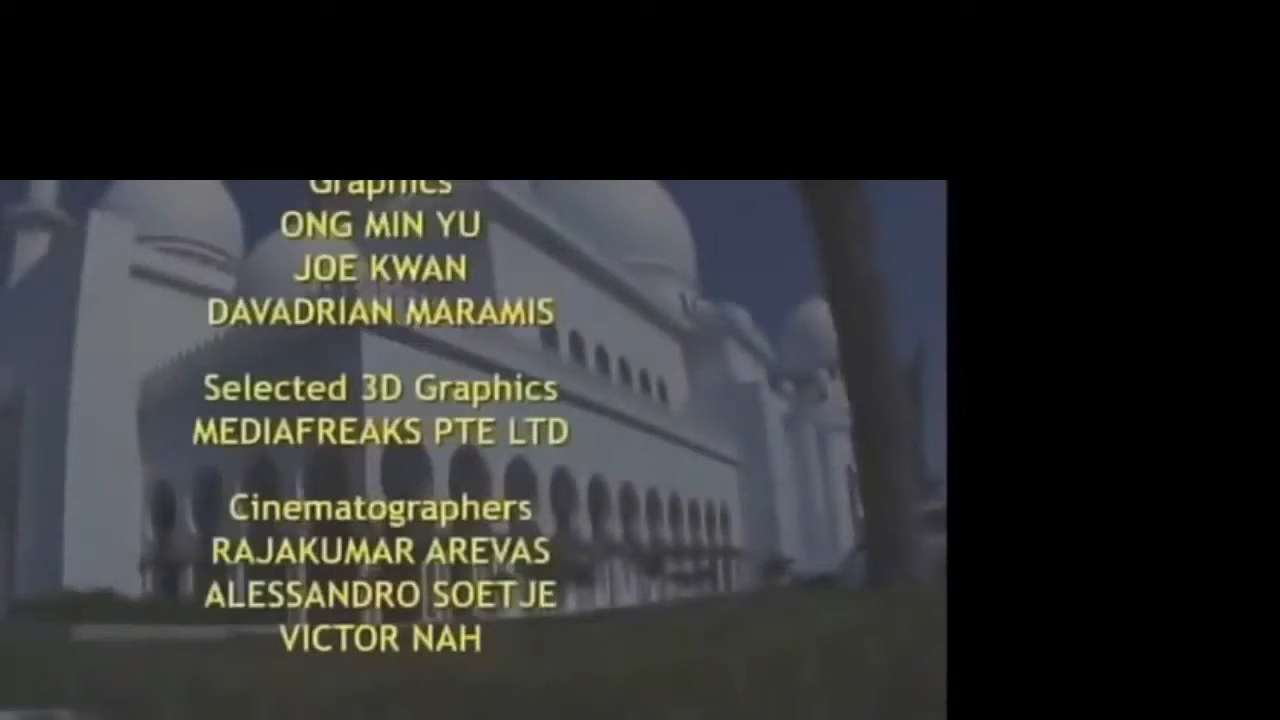 Graphics
ONG MIN YU
JOE KWAN
DAVADRIAN MARAMIS
Selected 3D Graphics
MEDIAFREAKS PTE LTD
Cinematographers
RAJAKUMAR AREVAS
ALESSANDRO SOETJE
VICTOR NAH